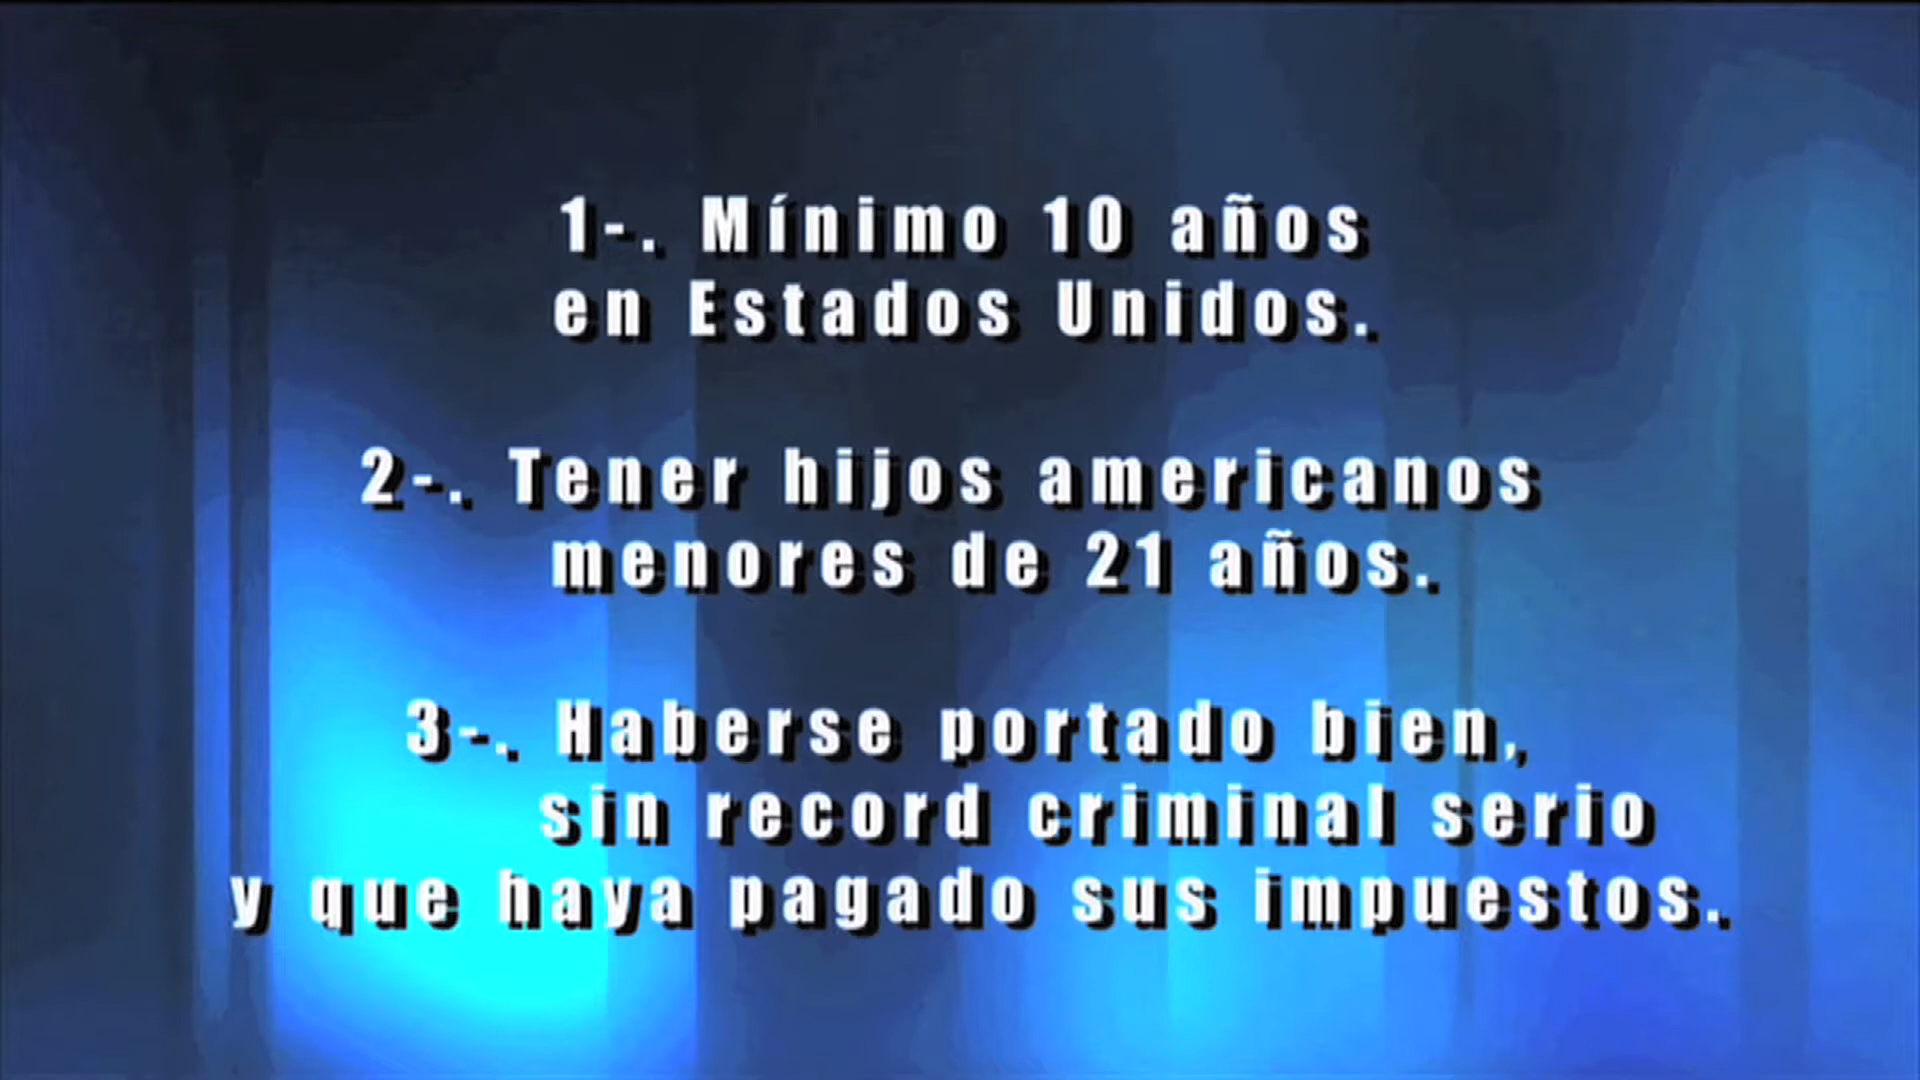 1-. Mínimo 10 años
en Estados Unidos.
2-. Tener hijos americanos
menores de 21 años.
3-. Haberse portado bien,
sin record criminal serio
y que haya pagado sus impuestos.